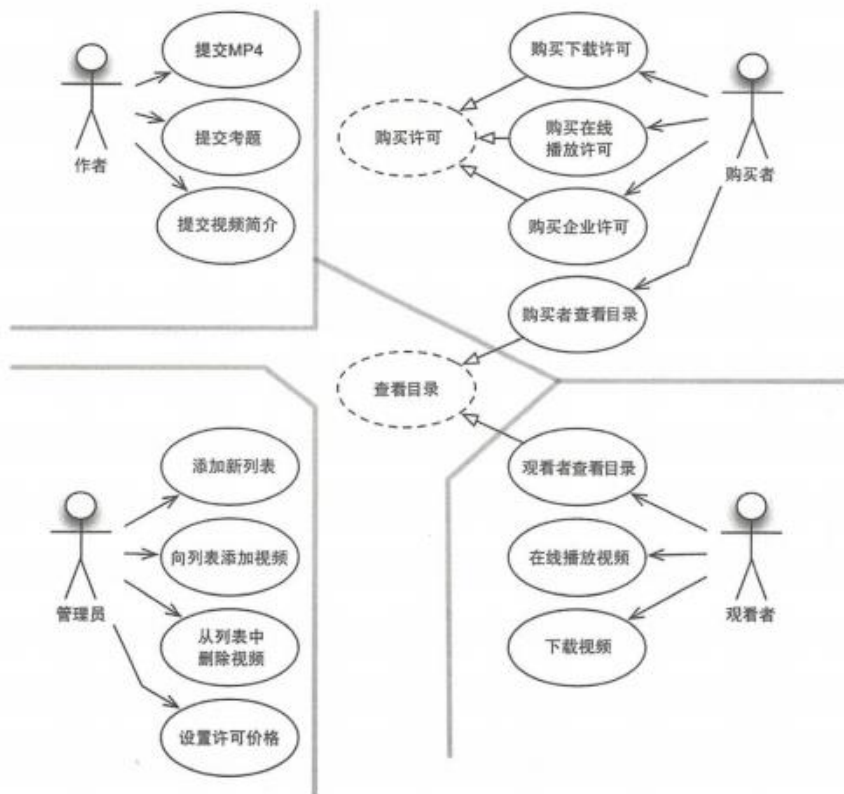 提交MP4
提交考题
提交视频简介
作者
购买下载许可
购买在线
播放许可
购买企业许可
购买许可
购买者
购买者查看目录
查看目录
添加新列表
向列表添加视频
从列表中
删除视频
设置许可价格
管理员
观看者查看目录
在线播放视频
下载视频
观看者